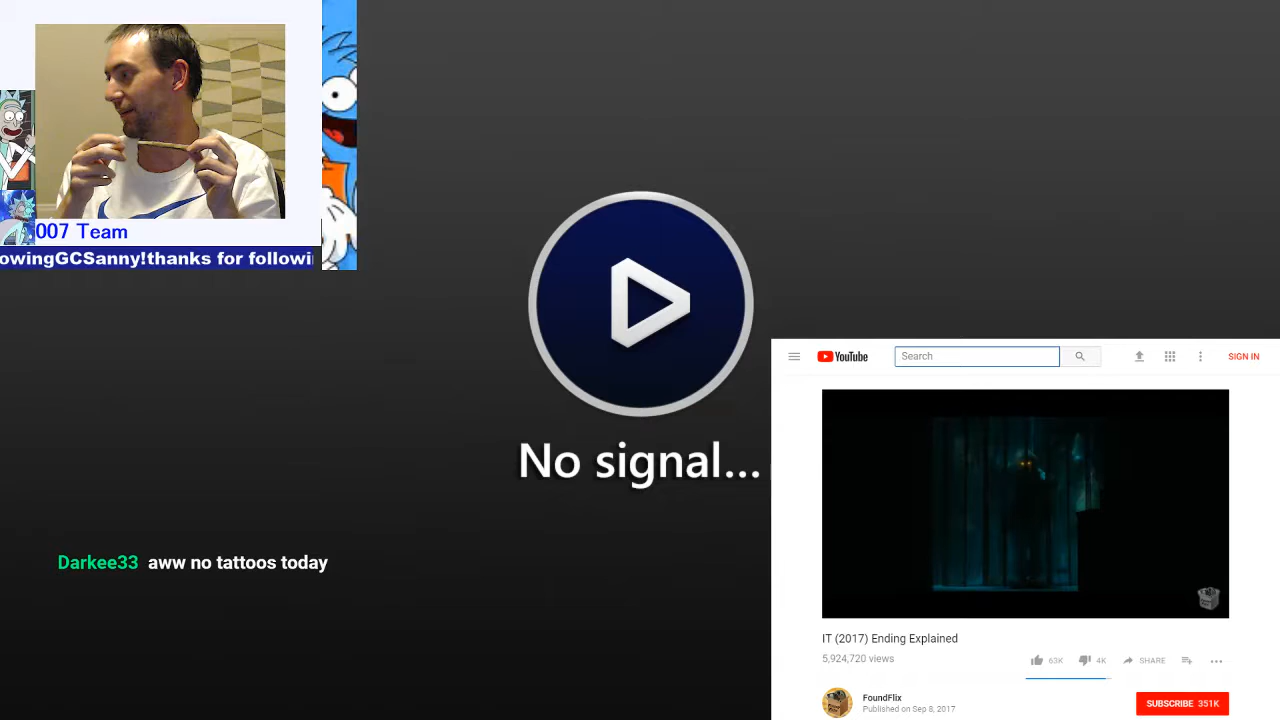 007 Team
owingGCSanny!thanks for followi
No signal...
Darkee33 aww no tattoos today
YouTube
Search
SIGN IN
IT (2017) Ending Explained
5,924,720 views
63K
4K
SHARE
FoundFlix
Published on Sep 8, 2017
SUBSCRIBE 351K